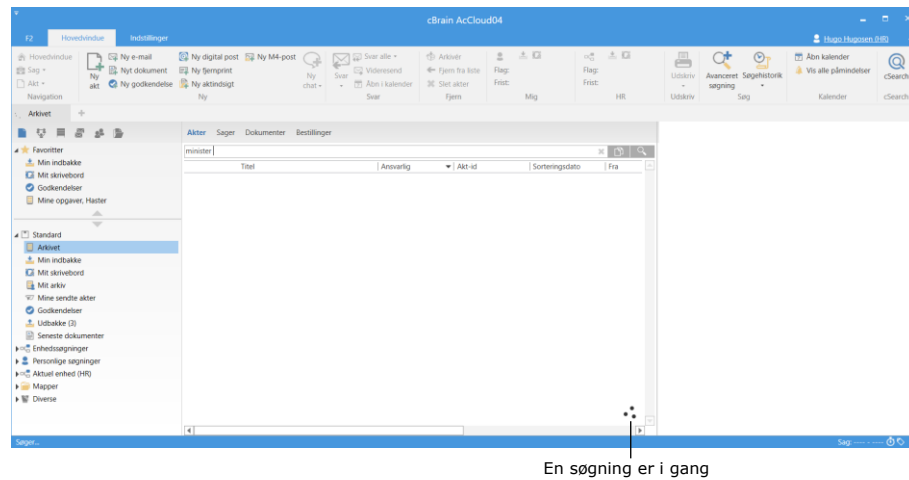 cBrain AcCloud04
F2 Hovedvindue Indstillinger Hugo Hugosen (HR)
Hovedvindue
Sag
Akt
Navigation
Ny akt
Ny e-mail
Nyt dokument
Ny godkendelse
Ny digital post
Ny fjernprint
Ny aktindsigt
Ny M4-post
Ny chat
Ny
Svar
Svar alle
Videresend
Åbn i kalender
Svar
Arkiver
Fjern fra liste
Slet akter
Fjern
Flag:
Frist:
Mig
Flag:
Frist:
HR
Udskriv
Udskriv
Avanceret søgning
Søgehistorik
Søg
Åbn kalender
Vis alle påmindelser
Kalender
cSearch
cSearch
Arkivet +
Akter Sager Dokumenter Bestillinger
minister
Titel Ansvarlig Akt-id Sorteringsdato Fra
Favoritter
Min indbakke
Mit skrivebord
Godkendelser
Mine opgaver, Haster
Standard
Arkivet
Min indbakke
Mit skrivebord
Mit arkiv
Mine sendte akter
Godkendelser
Udbakke (3)
Seneste dokumenter
Enhedssøgninger
Personlige søgninger
Aktuel enhed (HR)
Mapper
Diverse
Søger... Sag: ---- - ----
En søgning er i gang